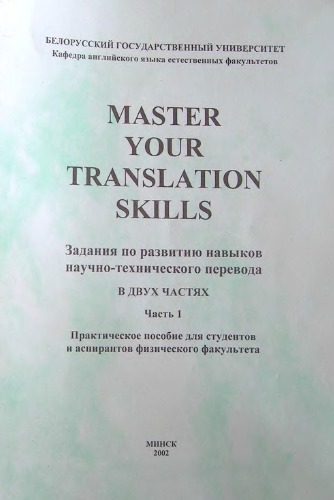 БЕЛОРУССКИЙ ГОСУДАРСТВЕННЫЙ УНИВЕРСИТЕТ
Кафедра английского языка естественных факультетов
MASTER
YOUR
TRANSLATION
SKILLS
Задания по развитию навыков
научно-технического перевода
В ДВУХ ЧАСТЯХ
Часть 1
Практическое пособие для студентов
и аспирантов физического факультета
МИНСК
2002